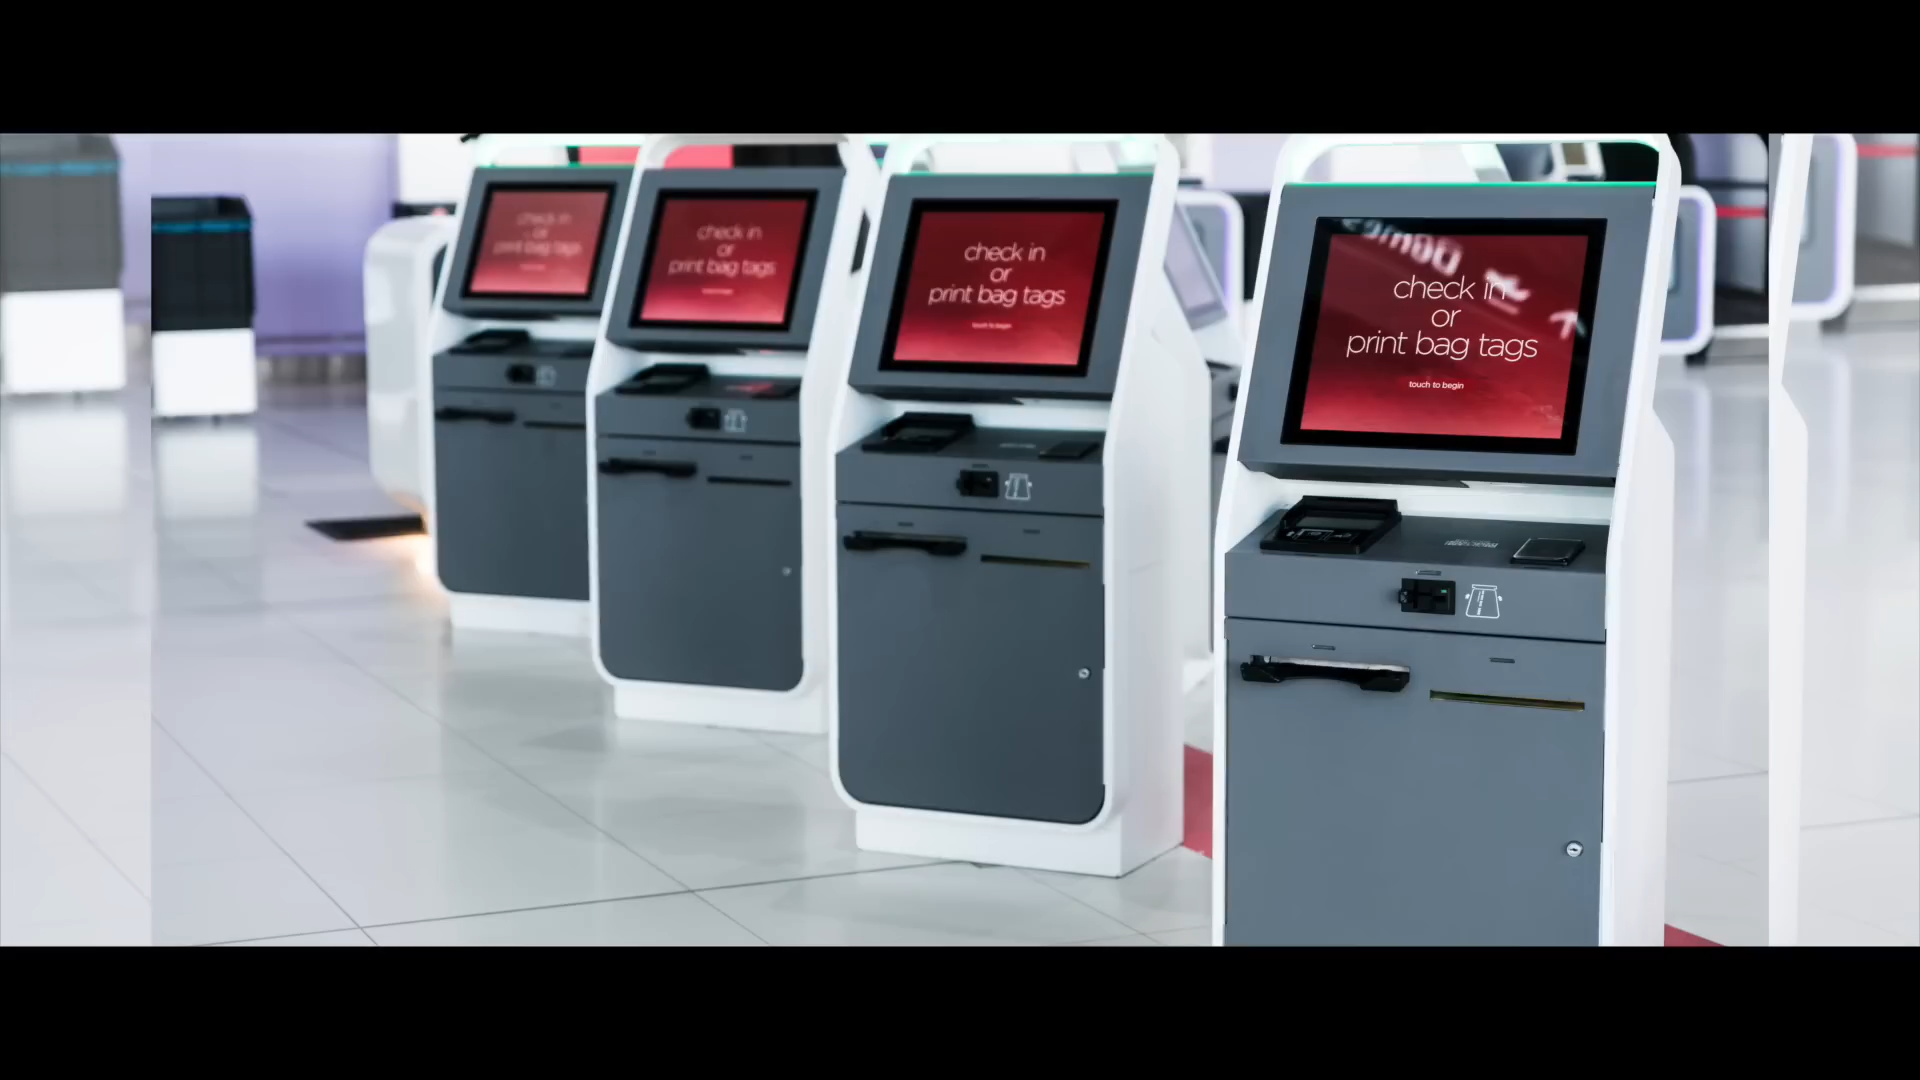 check in
or
print bag tags
check in
or
print bag tags
check in
or
print bag tags
touch to begin
check in
or
print bag tags
touch to begin